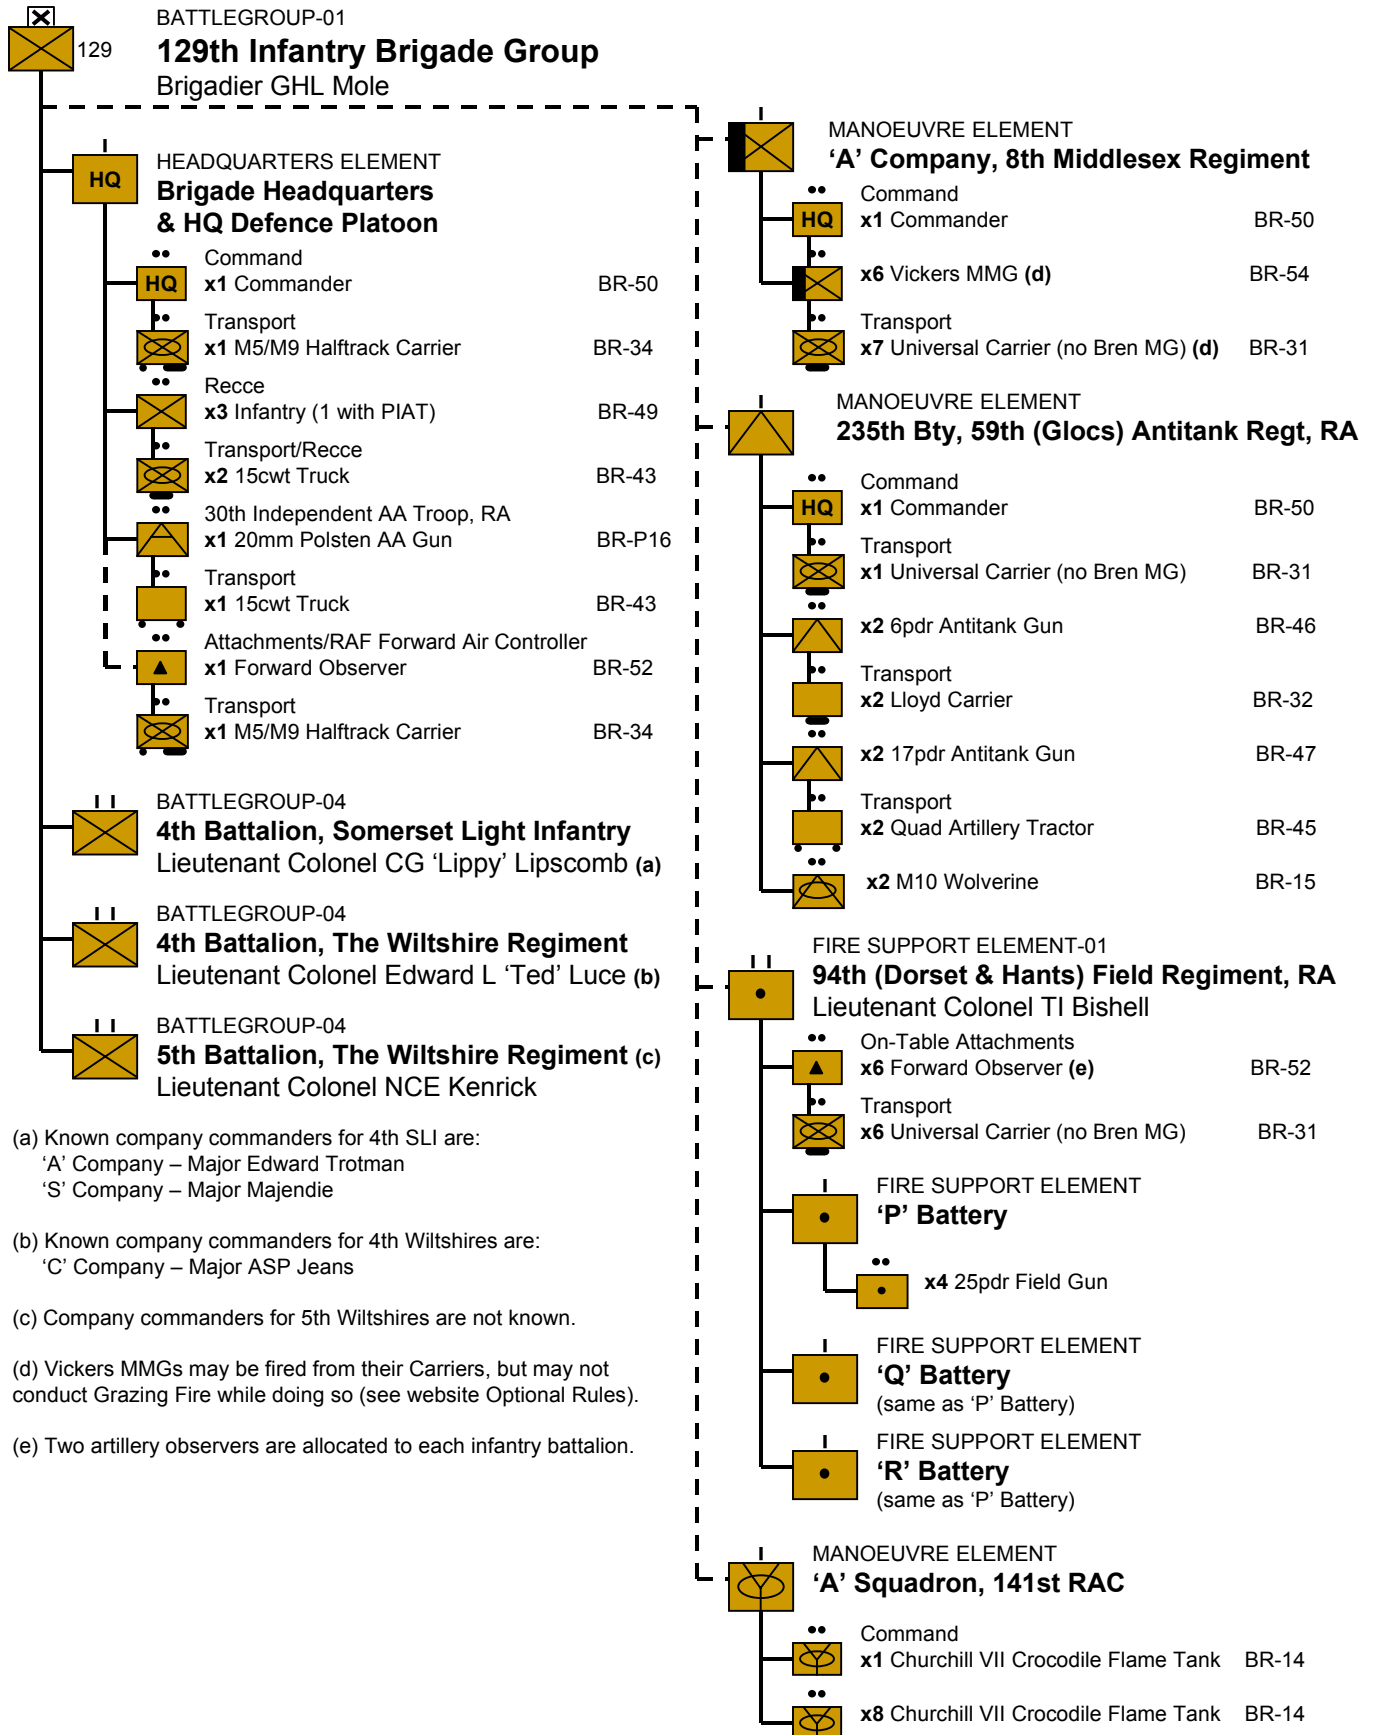 BATTLEGROUP-01
129
129th Infantry Brigade Group
Brigadier GHL Mole
HEADQUARTERS ELEMENT
HQ
Brigade Headquarters
& HQ Defence Platoon
Command
HQ
x1 Commander BR-50
Transport
x1 M5/M9 Halftrack Carrier BR-34
Recce
x3 Infantry (1 with PIAT) BR-49
Transport/Recce
x2 15cwt Truck BR-43
30th Independent AA Troop, RA
x1 20mm Polsten AA Gun BR-P16
Transport
x1 15cwt Truck BR-43
Attachments/RAF Forward Air Controller
x1 Forward Observer BR-52
Transport
x1 M5/M9 Halftrack Carrier BR-34
BATTLEGROUP-04
4th Battalion, Somerset Light Infantry
Lieutenant Colonel CG ‘Lippy’ Lipscomb (a)
BATTLEGROUP-04
4th Battalion, The Wiltshire Regiment
Lieutenant Colonel Edward L ‘Ted’ Luce (b)
BATTLEGROUP-04
5th Battalion, The Wiltshire Regiment (c)
Lieutenant Colonel NCE Kenrick
(a) Known company commanders for 4th SLI are:
‘A’ Company – Major Edward Trotman
‘S’ Company – Major Majendie
(b) Known company commanders for 4th Wiltshires are:
‘C’ Company – Major ASP Jeans
(c) Company commanders for 5th Wiltshires are not known.
(d) Vickers MMGs may be fired from their Carriers, but may not
conduct Grazing Fire while doing so (see website Optional Rules).
(e) Two artillery observers are allocated to each infantry battalion.
MANOEUVRE ELEMENT
‘A’ Company, 8th Middlesex Regiment
Command
HQ
x1 Commander BR-50
x6 Vickers MMG (d) BR-54
Transport
x7 Universal Carrier (no Bren MG) (d) BR-31
MANOEUVRE ELEMENT
235th Bty, 59th (Glocs) Antitank Regt, RA
Command
HQ
x1 Commander BR-50
Transport
x1 Universal Carrier (no Bren MG) BR-31
x2 6pdr Antitank Gun BR-46
Transport
x2 Lloyd Carrier BR-32
x2 17pdr Antitank Gun BR-47
Transport
x2 Quad Artillery Tractor BR-45
x2 M10 Wolverine BR-15
FIRE SUPPORT ELEMENT-01
94th (Dorset & Hants) Field Regiment, RA
Lieutenant Colonel TI Bishell
On-Table Attachments
x6 Forward Observer (e) BR-52
Transport
x6 Universal Carrier (no Bren MG) BR-31
FIRE SUPPORT ELEMENT
‘P’ Battery
x4 25pdr Field Gun
FIRE SUPPORT ELEMENT
‘Q’ Battery
(same as ‘P’ Battery)
FIRE SUPPORT ELEMENT
‘R’ Battery
(same as ‘P’ Battery)
MANOEUVRE ELEMENT
‘A’ Squadron, 141st RAC
Command
x1 Churchill VII Crocodile Flame Tank BR-14
x8 Churchill VII Crocodile Flame Tank BR-14